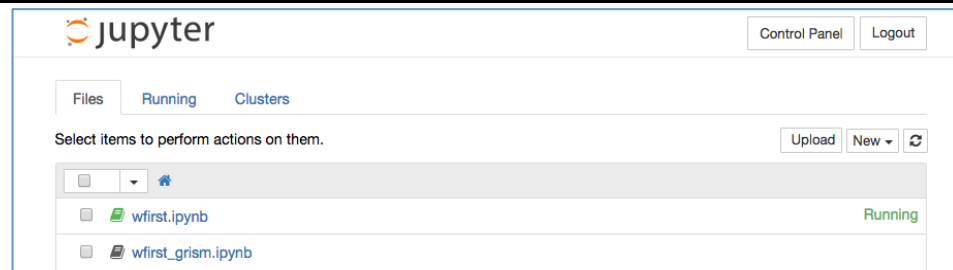 jupyter
Control Panel Logout
Files Running Clusters
Select items to perform actions on them.
Upload New
wfirst.ipynb Running
wfirst_grism.ipynb